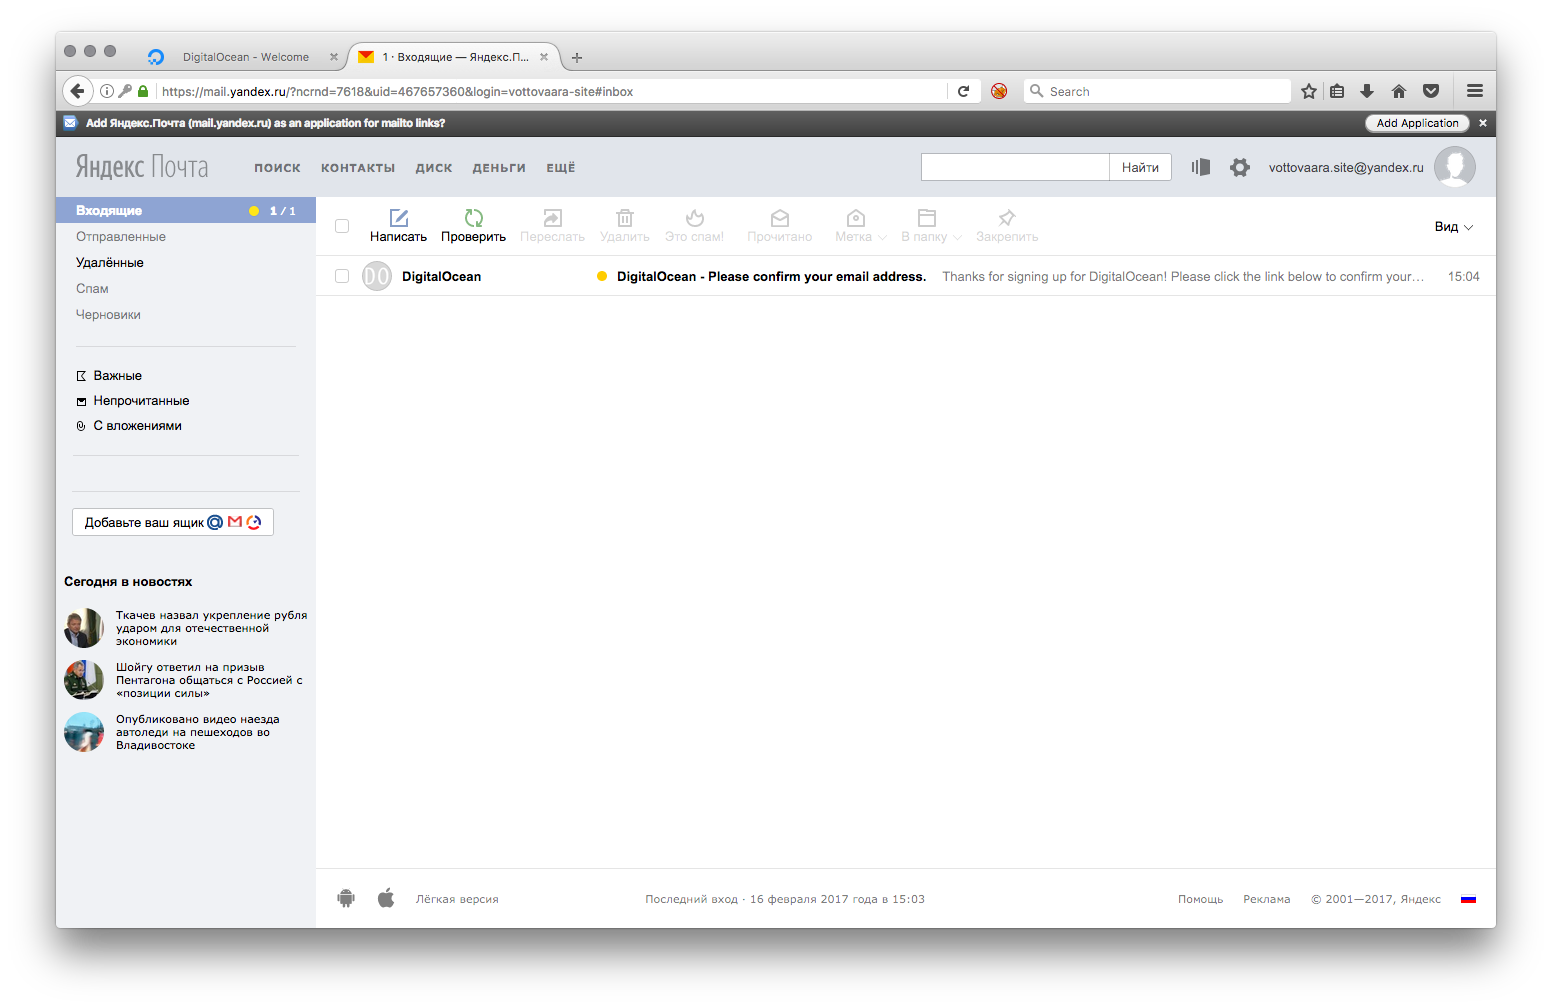 DigitalOcean - Welcome
1 · Входящие — Яндекс.П...
https://mail.yandex.ru/?ncrnd=7618&uid=467657360&login=vottovaara-site#inbox
Search
Add Яндекс.Почта (mail.yandex.ru) as an application for mailto links?
Add Application
Яндекс Почта
ПОИСК
КОНТАКТЫ
ДИСК
ДЕНЬГИ
ЕЩЁ
Найти
vottovaara.site@yandex.ru
Входящие 1 / 1
Отправленные
Удалённые
Спам
Черновики
Важные
Непрочитанные
С вложениями
Добавьте ваш ящик
Сегодня в новостях
Ткачев назвал укрепление рубля
ударом для отечественной
экономики
Шойгу ответил на призыв
Пентагона общаться с Россией с
«позиции силы»
Опубликовано видео наезда
автоледи на пешеходов во
Владивостоке
Написать
Проверить
Переслать
Удалить
Это спам!
Прочитано
Метка
В папку
Закрепить
Вид
DO
DigitalOcean
DigitalOcean - Please confirm your email address.
Thanks for signing up for DigitalOcean! Please click the link below to confirm your...
15:04
Лёгкая версия
Последний вход · 16 февраля 2017 года в 15:03
Помощь
Реклама
© 2001—2017, Яндекс